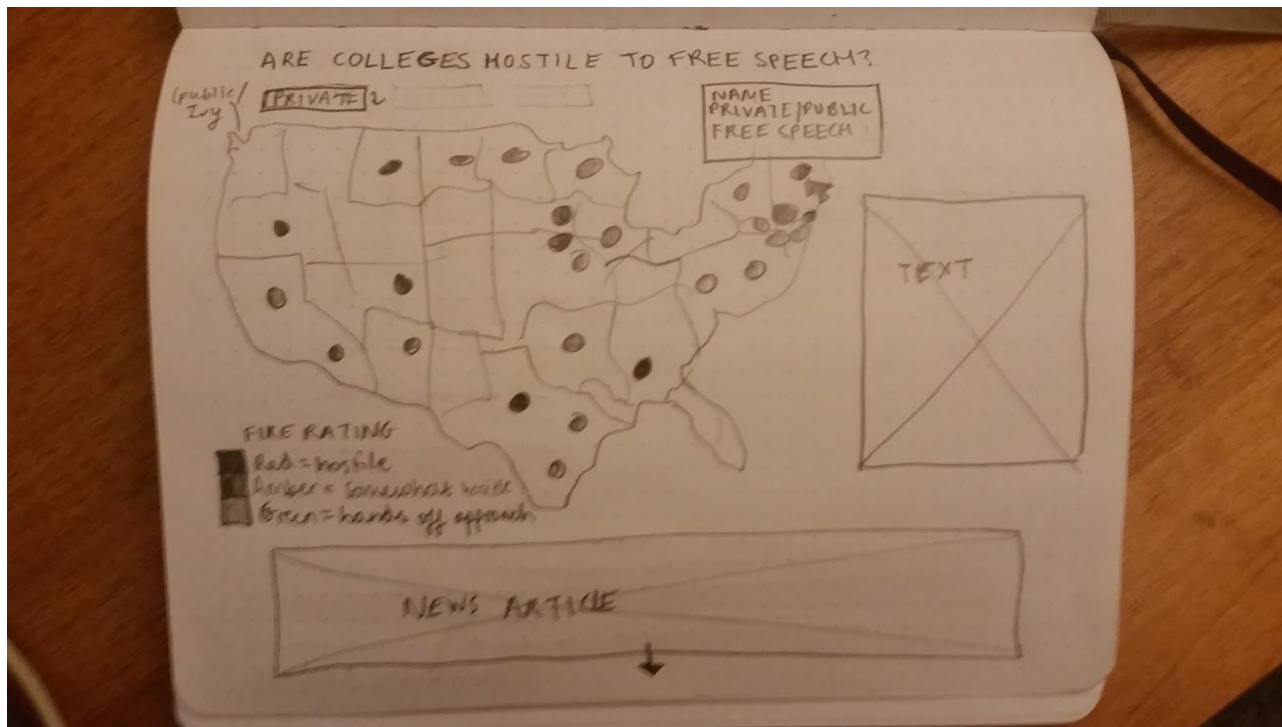 ARE COLLEGES HOSTILE TO FREE SPEECH?
(public/
Ivy)
PRIVATE
NAME
PRIVATE/PUBLIC
FREE SPEECH
TEXT
FIRE RATING
Red = hostile
Amber = somewhat hostile
Green = hands off approach
NEWS ARTICLE